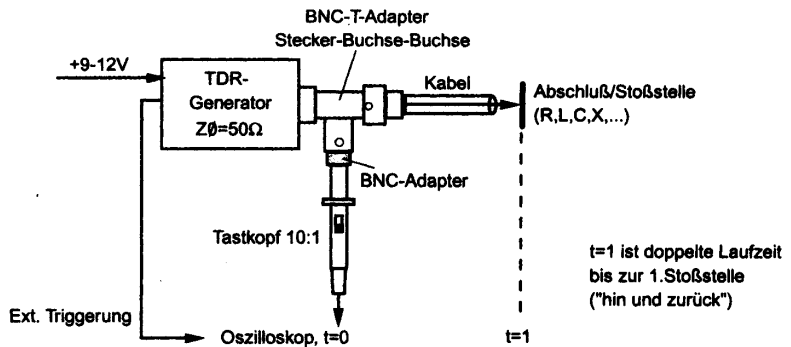 BNC-T-Adapter
Stecker-Buchse-Buchse
+9-12V
TDR-
Generator
ZØ=50Ω
Kabel
Abschluß/Stoßstelle
(R,L,C,X,...)
BNC-Adapter
Tastkopf 10:1
t=1 ist doppelte Laufzeit
bis zur 1.Stoßstelle
("hin und zurück")
Ext. Triggerung
Oszilloskop, t=0
t=1